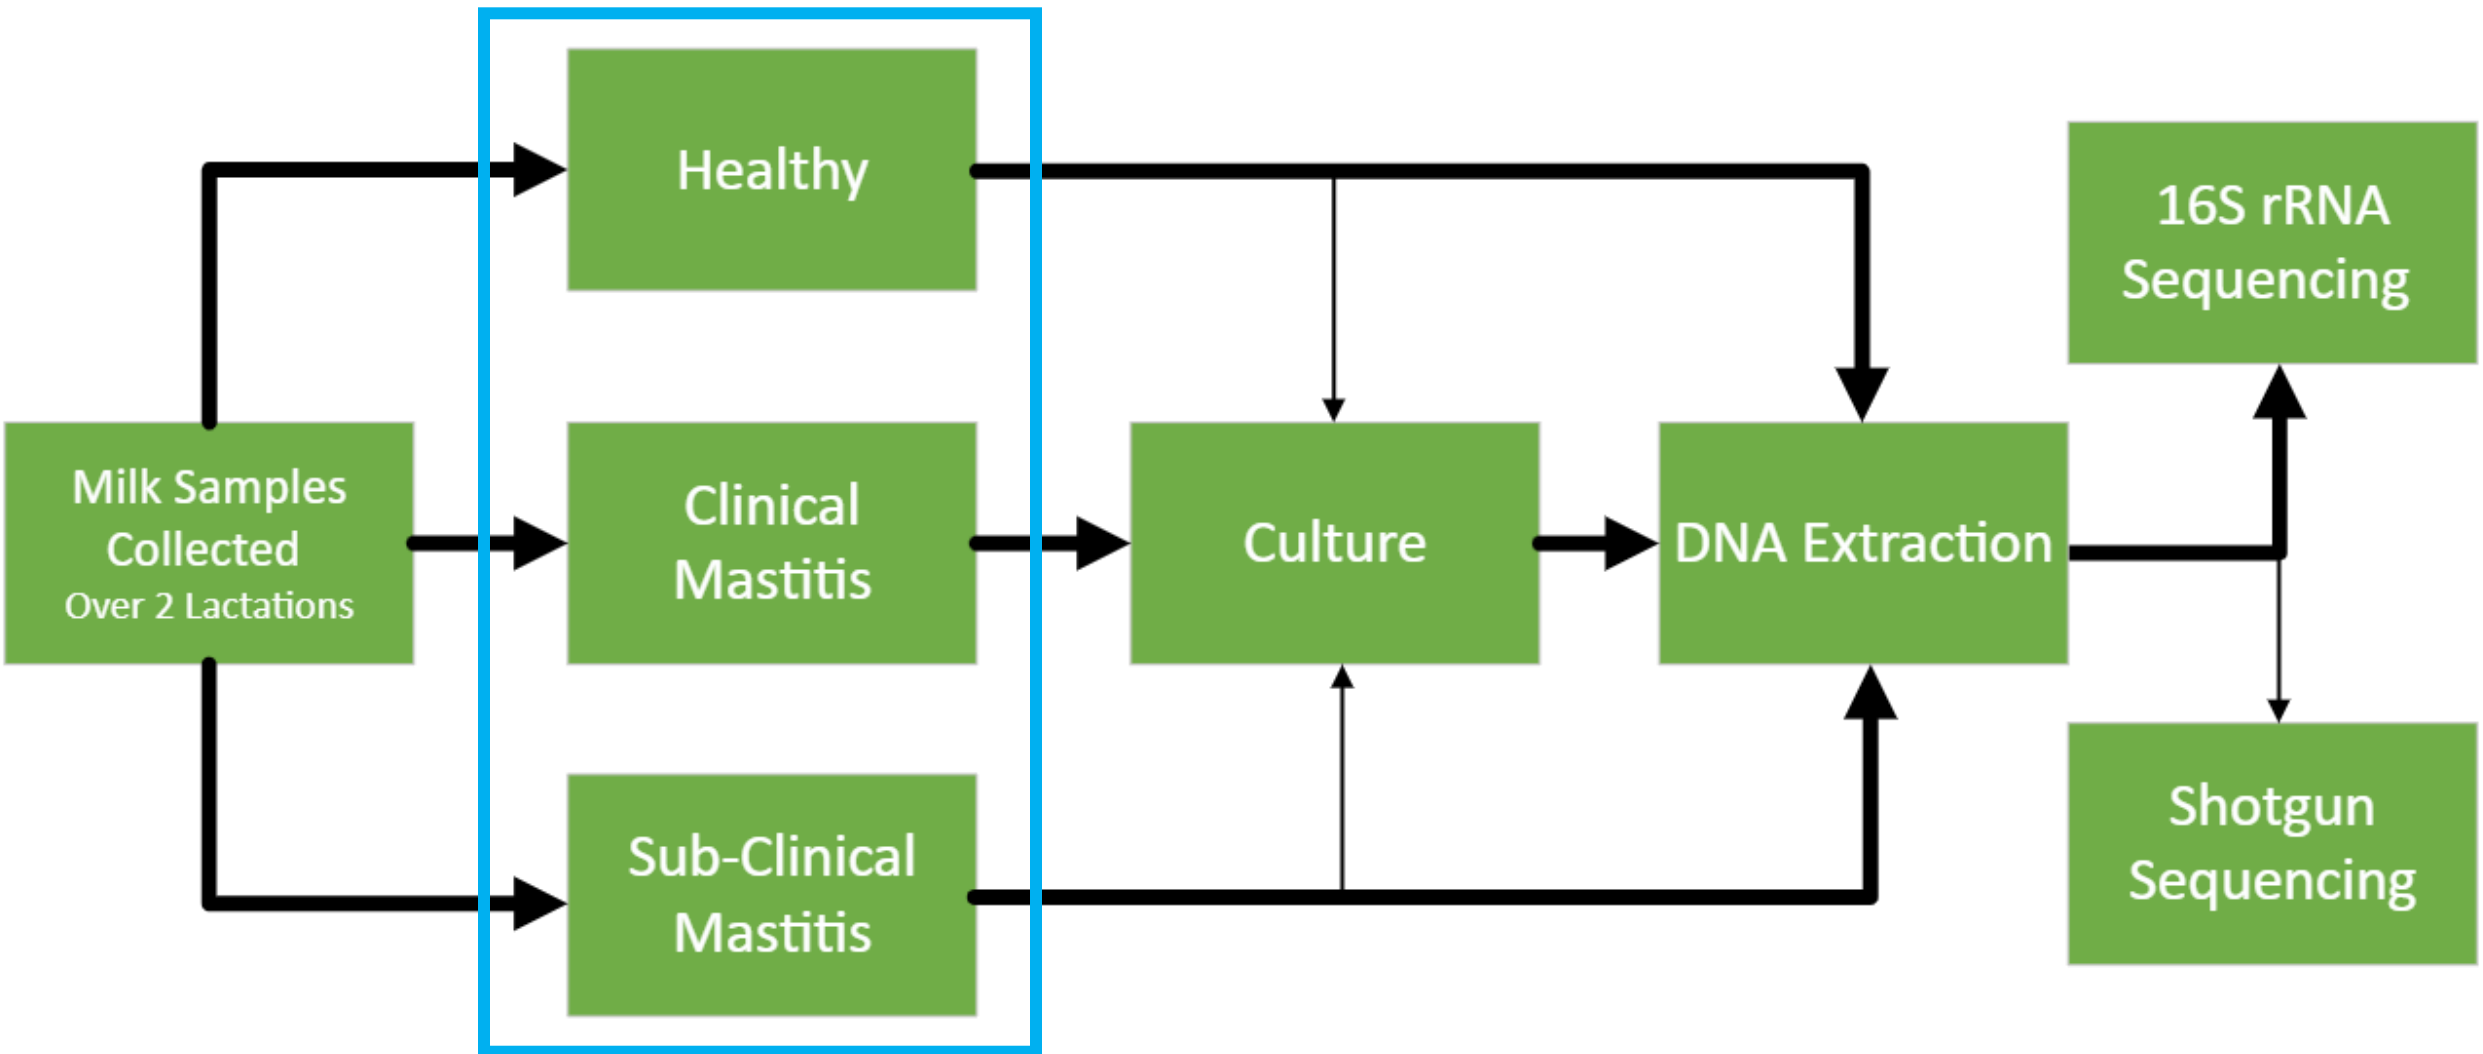 Healthy
16S rRNA
Sequencing
Milk Samples
Collected
Over 2 Lactations
Clinical
Mastitis
Culture
DNA Extraction
Sub-Clinical
Mastitis
Shotgun
Sequencing